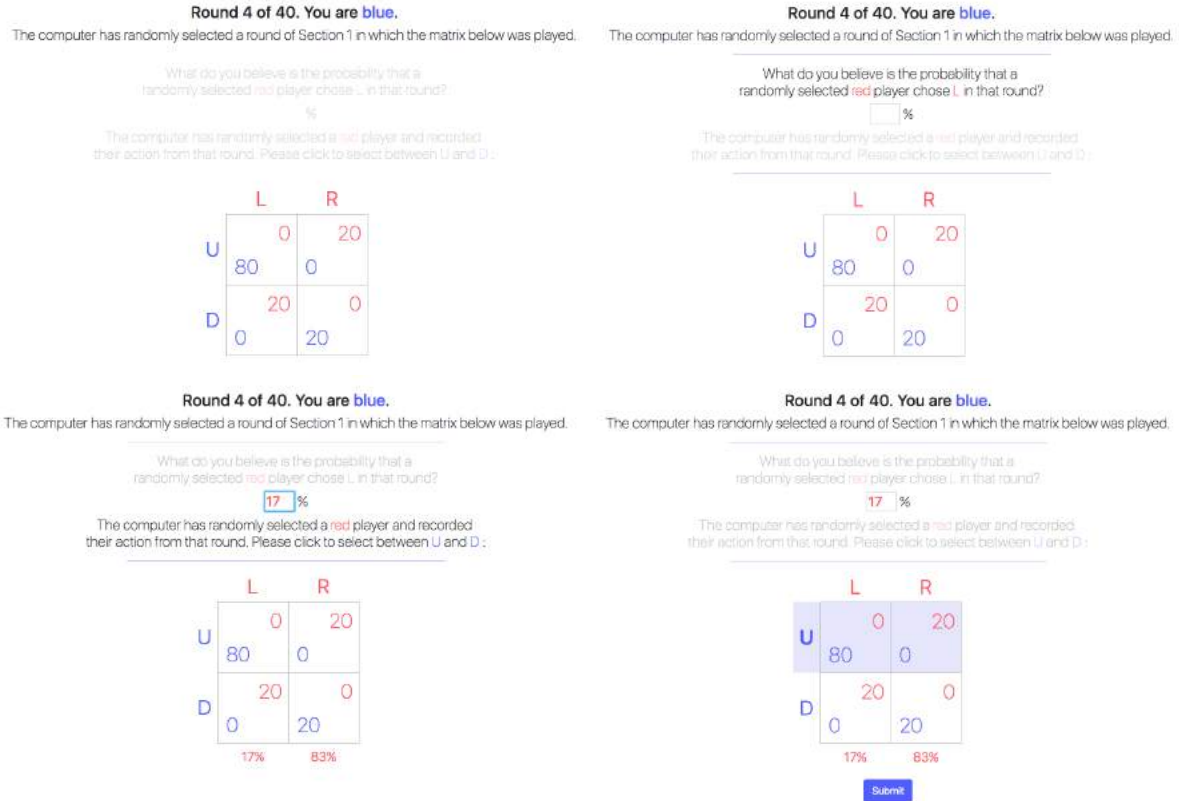 Round 4 of 40. You are blue.
The computer has randomly selected a round of Section 1 in which the matrix below was played.
What do you believe is the probability that a
randomly selected red player chose L in that round?
%
The computer has randomly selected a red player and recorded
their action from that round. Please click to select between U and D :
L R
0 20
U
80 0
20 0
D
0 20
Round 4 of 40. You are blue.
The computer has randomly selected a round of Section 1 in which the matrix below was played.
What do you believe is the probability that a
randomly selected red player chose L in that round?
%
The computer has randomly selected a red player and recorded
their action from that round. Please click to select between U and D :
L R
0 20
U
80 0
20 0
D
0 20
Round 4 of 40. You are blue.
The computer has randomly selected a round of Section 1 in which the matrix below was played.
What do you believe is the probability that a
randomly selected red player chose L in that round?
17 %
The computer has randomly selected a red player and recorded
their action from that round. Please click to select between U and D :
L R
0 20
U
80 0
20 0
D
0 20
17% 83%
Round 4 of 40. You are blue.
The computer has randomly selected a round of Section 1 in which the matrix below was played.
What do you believe is the probability that a
randomly selected red player chose L in that round?
17 %
The computer has randomly selected a red player and recorded
their action from that round. Please click to select between U and D :
L R
0 20
U
80 0
20 0
D
0 20
17% 83%
Submit